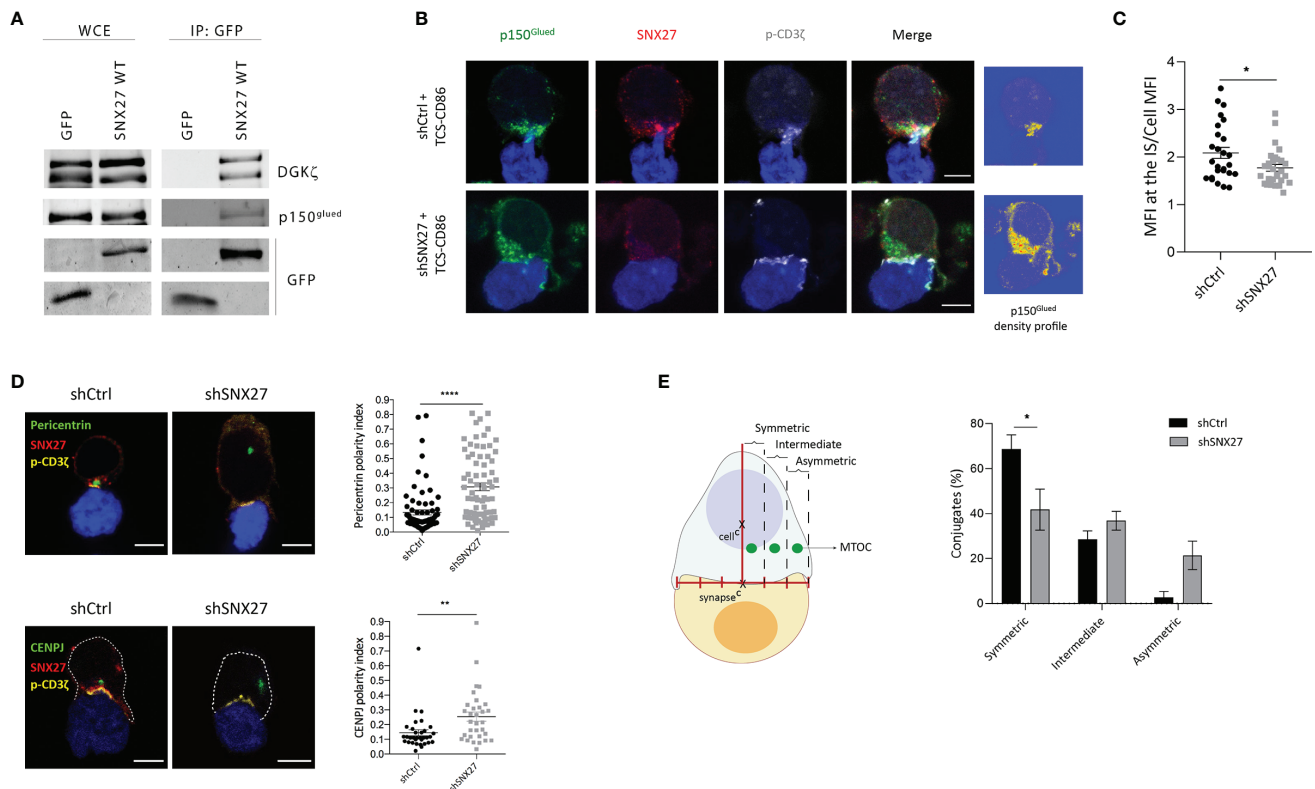 A
WCE
IP: GFP
GFP
SNX27 WT
GFP
SNX27 WT
DGKζ
p150glued
GFP
B
p150Glued
SNX27
p-CD3ζ
Merge
shCtrl +
TCS-CD86
shSNX27 +
TCS-CD86
p150Glued
density profile
C
MFI at the IS/Cell MFI
4
3
2
1
0
*
shCtrl
shSNX27
D
shCtrl
shSNX27
Pericentrin
SNX27
p-CD3ζ
Pericentrin polarity index
0.9
0.8
0.7
0.6
0.5
0.4
0.3
0.2
0.1
0.0
****
shCtrl
shSNX27
shCtrl
shSNX27
CENPJ
SNX27
p-CD3ζ
CENPJ polarity index
0.9
0.8
0.7
0.6
0.5
0.4
0.3
0.2
0.1
0.0
**
shCtrl
shSNX27
E
Symmetric
Intermediate
Asymmetric
cellc
X
MTOC
X
synapsec
Conjugates (%)
80
60
40
20
0
*
shCtrl
shSNX27
Symmetric
Intermediate
Asymmetric